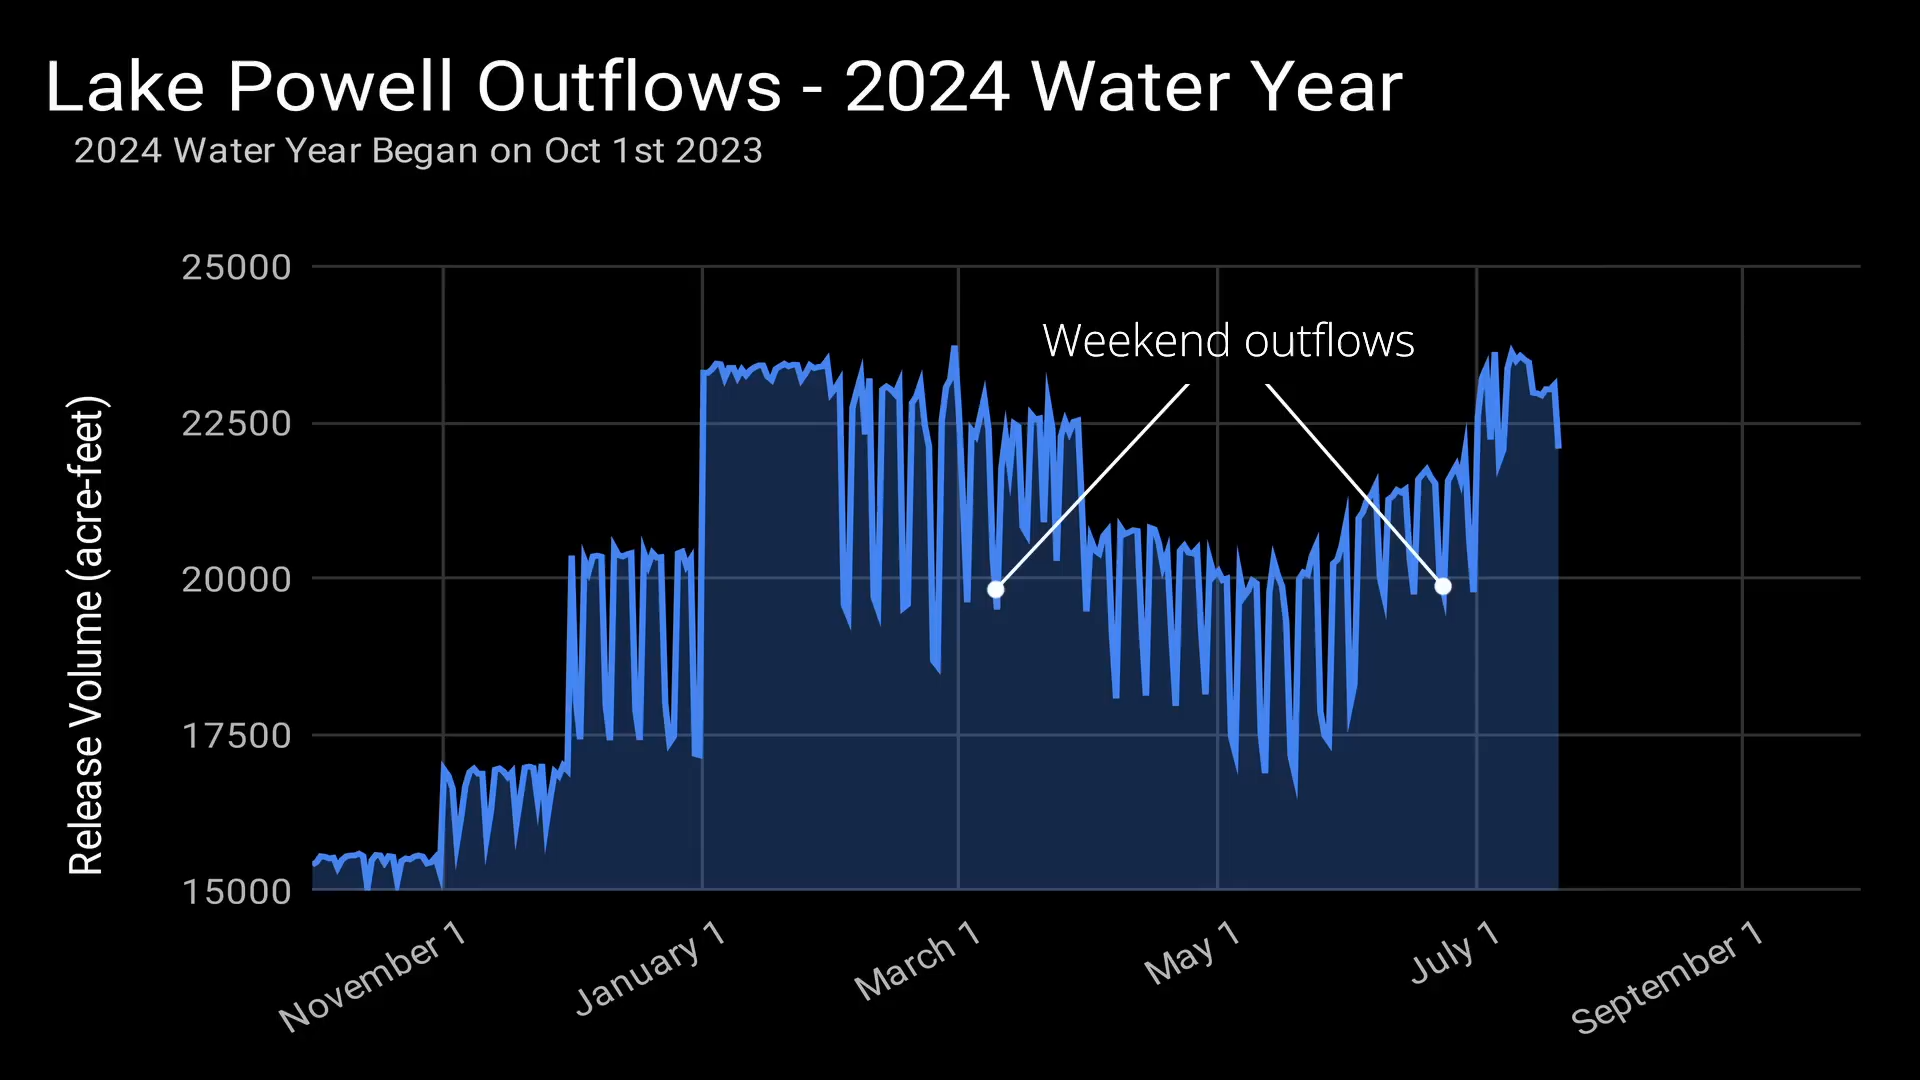 Lake Powell Outflows - 2024 Water Year
2024 Water Year Began on Oct 1st 2023
Weekend outflows
Release Volume (acre-feet)
25000
22500
20000
17500
15000
November 1
January 1
March 1
May 1
July 1
September 1